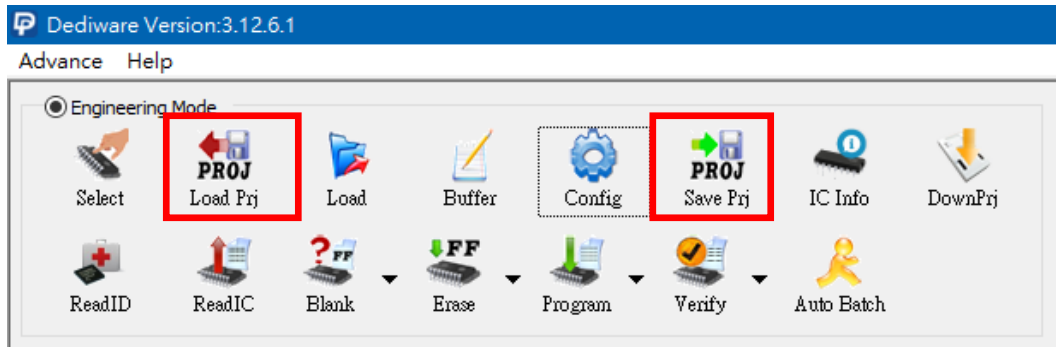 Dediware Version:3.12.6.1
Advance Help
Engineering Mode
PROJ PROJ
Select Load Prj Load Buffer Config Save Prj IC Info DownPrj
? FF FF
ReadID ReadIC Blank Erase Program Verify Auto Batch